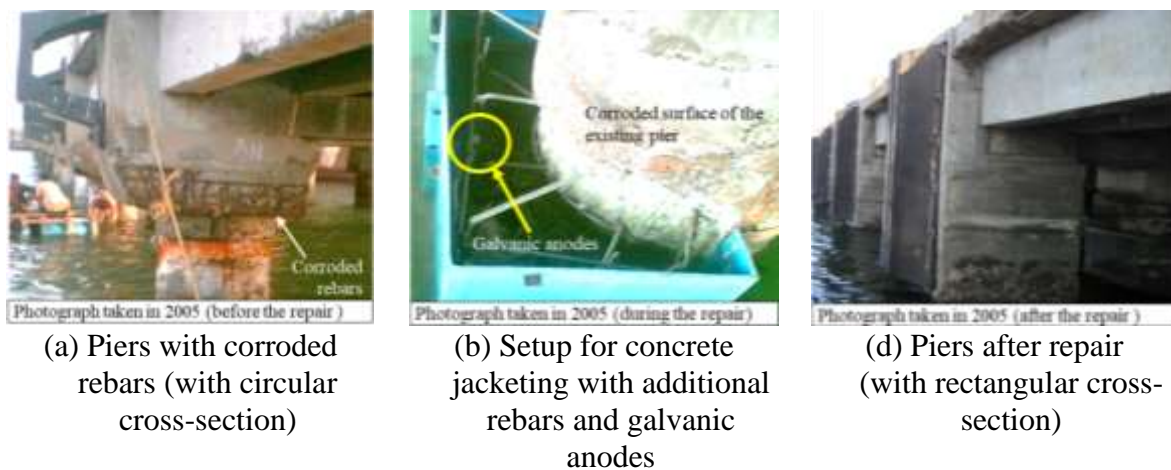 Corroded
rebars
Photograph taken in 2005 (before the repair )
Corroded surface of the
existing pier
Galvanic anodes
Photograph taken in 2005 (during the repair)
Photograph taken in 2005 (after the repair)
(a) Piers with corroded
rebars (with circular
cross-section)
(b) Setup for concrete
jacketing with additional
rebars and galvanic
anodes
(d) Piers after repair
(with rectangular cross-
section)